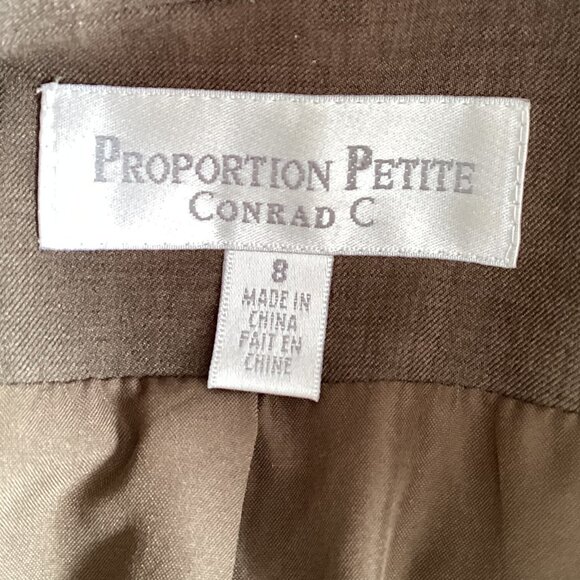 PROPORTION PETITE
CONRAD C
8
MADE IN
CHINA
FAIT EN
CHINE